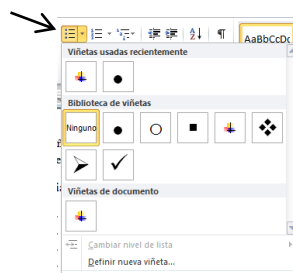 AaBbCcDc
Viñetas usadas recientemente
Biblioteca de viñetas
Ninguno
Viñetas de documento
Cambiar nivel de lista
Definir nueva viñeta...